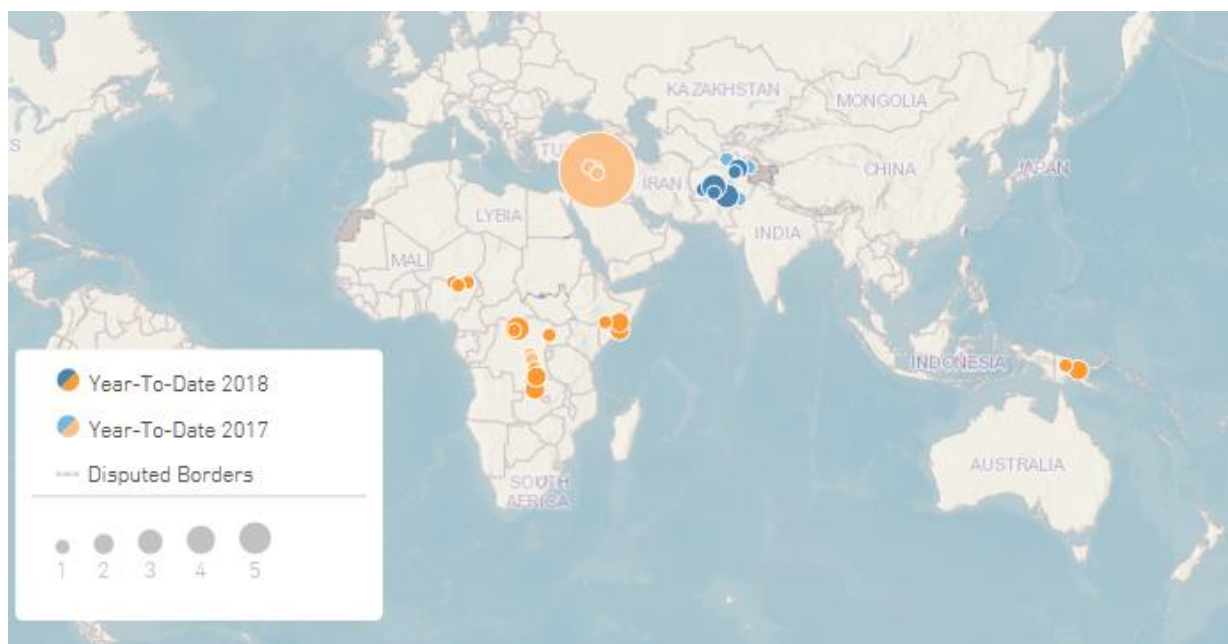 S
KAZAKHSTAN
MONGOLIA
TU
CHINA
JAPAN
IRAN
LYBIA
INDIA
MALI
INDONESIA
AUSTRALIA
SOUTH
AFRICA
Year-To-Date 2018
Year-To-Date 2017
Disputed Borders
1 2 3 4 5